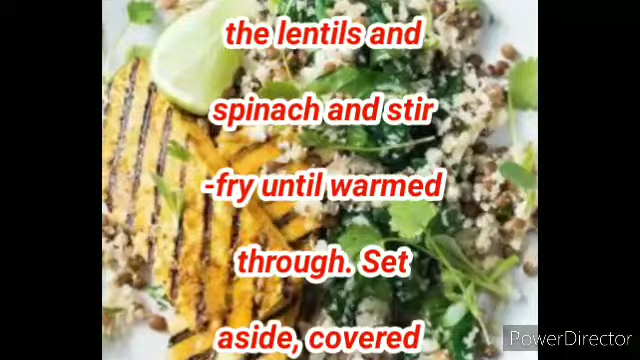 the lentils and
spinach and stir
-fry until warmed
through. Set
aside, covered
PowerDirector